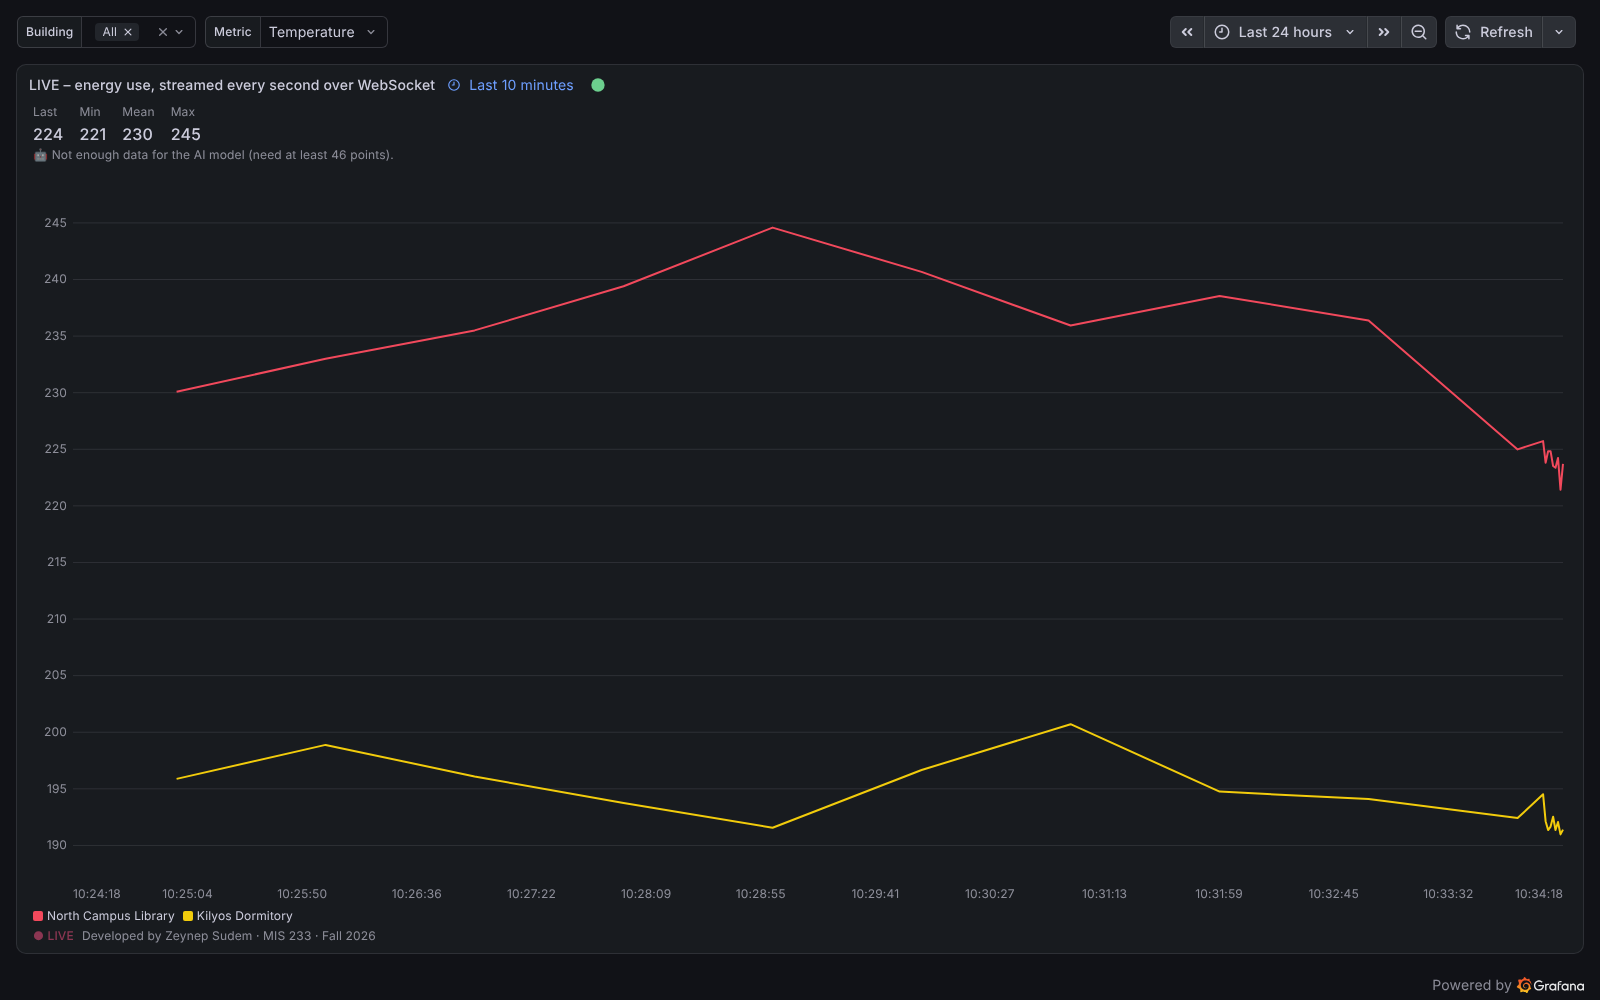 Building All Metric Temperature Last 24 hours Refresh
LIVE – energy use, streamed every second over WebSocket Last 10 minutes
Last Min Mean Max
224 221 230 245
Not enough data for the AI model (need at least 46 points).
245
240
235
230
225
220
215
210
205
200
195
190
10:24:18 10:25:04 10:25:50 10:26:36 10:27:22 10:28:09 10:28:55 10:29:41 10:30:27 10:31:13 10:31:59 10:32:45 10:33:32 10:34:18
North Campus Library Kilyos Dormitory
LIVE Developed by Zeynep Sudem · MIS 233 · Fall 2026
Powered by Grafana